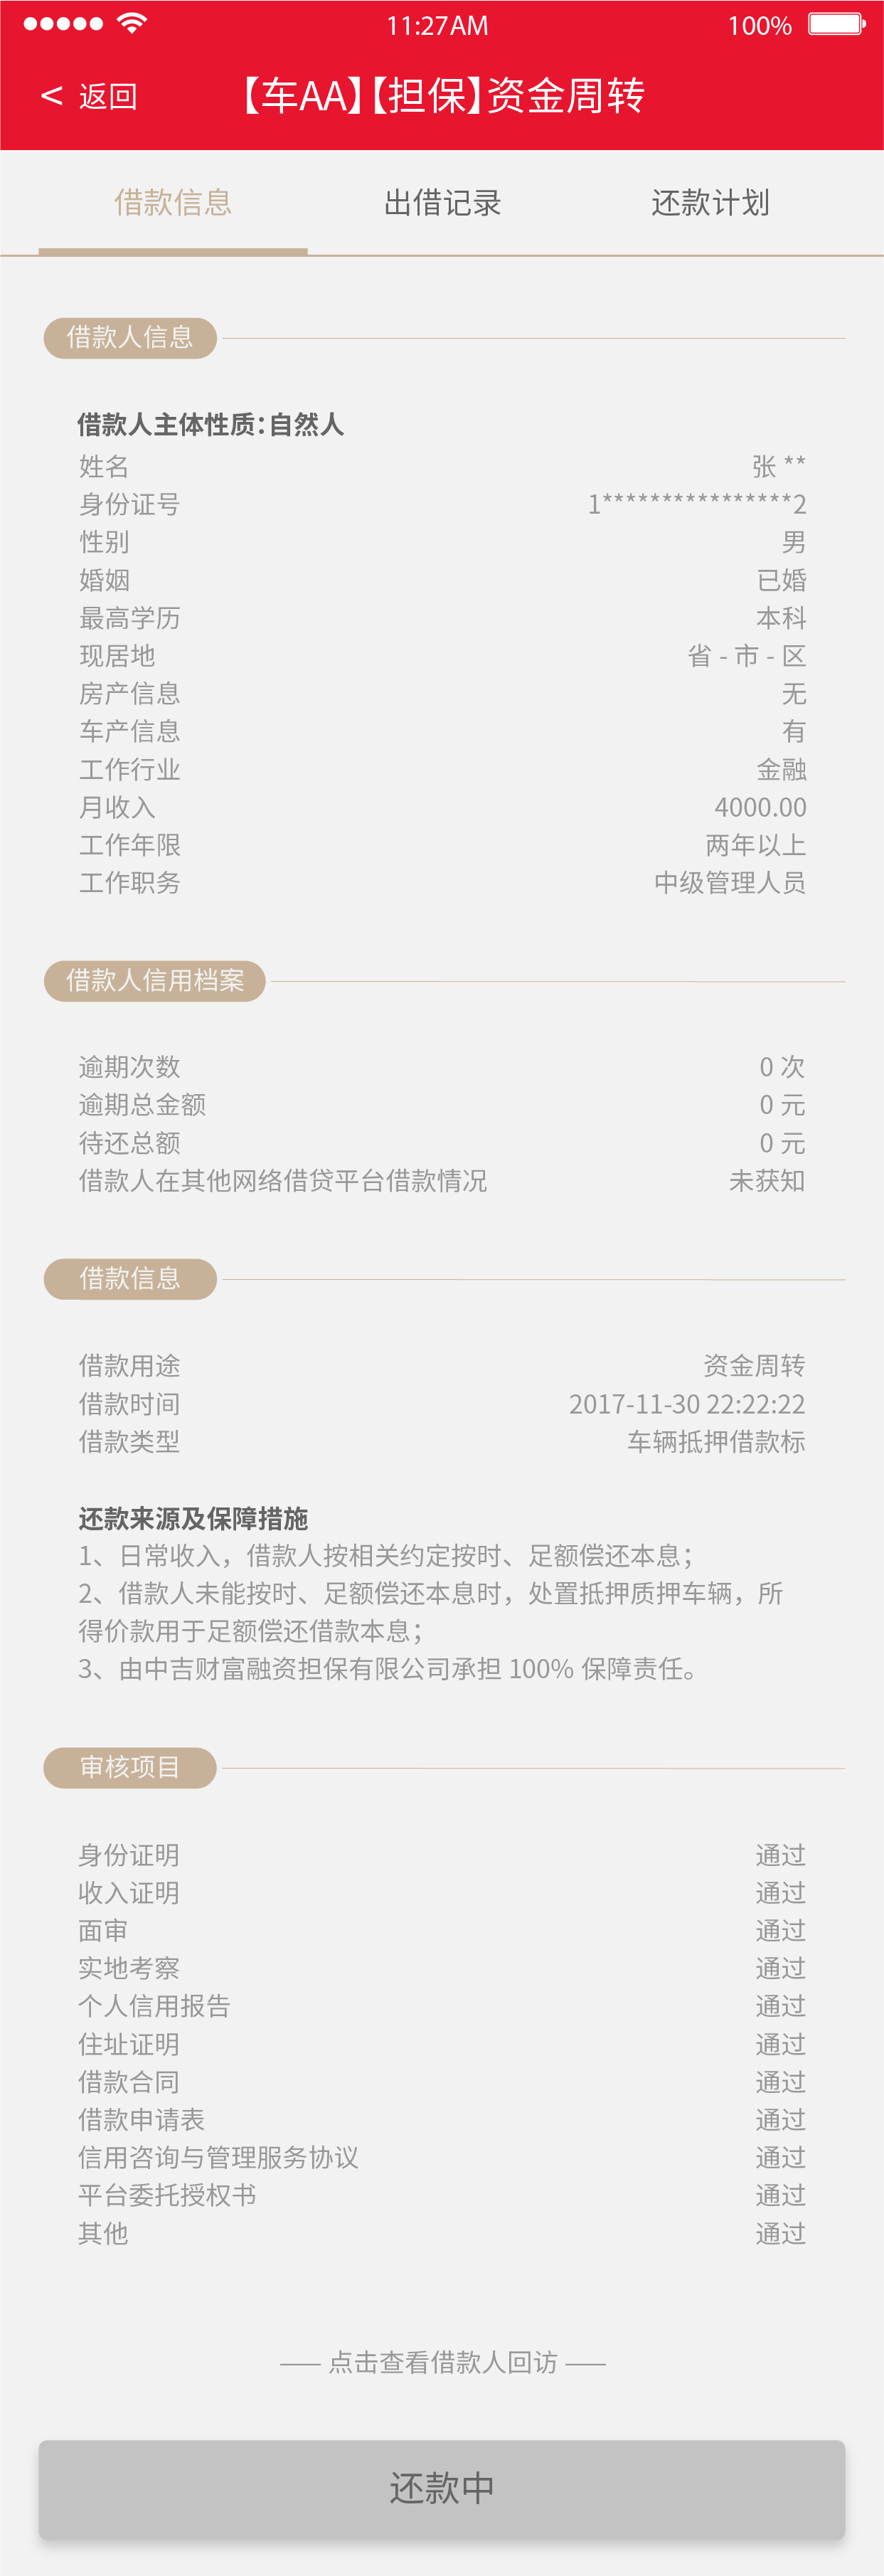 11:27AM 100%
< 返回 【车AA】【担保】资金周转
借款信息 出借记录 还款计划
借款人信息
借款人主体性质：自然人
姓名 张 **
身份证号 1****************2
性别 男
婚姻 已婚
最高学历 本科
现居地 省 - 市 - 区
房产信息 无
车产信息 有
工作行业 金融
月收入 4000.00
工作年限 两年以上
工作职务 中级管理人员
借款人信用档案
逾期次数 0 次
逾期总金额 0 元
待还总额 0 元
借款人在其他网络借贷平台借款情况 未获知
借款信息
借款用途 资金周转
借款时间 2017-11-30 22:22:22
借款类型 车辆抵押借款标
还款来源及保障措施
1、日常收入，借款人按相关约定按时、足额偿还本息；
2、借款人未能按时、足额偿还本息时，处置抵押质押车辆，所
得价款用于足额偿还借款本息；
3、由中吉财富融资担保有限公司承担 100% 保障责任。
审核项目
身份证明 通过
收入证明 通过
面审 通过
实地考察 通过
个人信用报告 通过
住址证明 通过
借款合同 通过
借款申请表 通过
信用咨询与管理服务协议 通过
平台委托授权书 通过
其他 通过
—— 点击查看借款人回访 ——
还款中